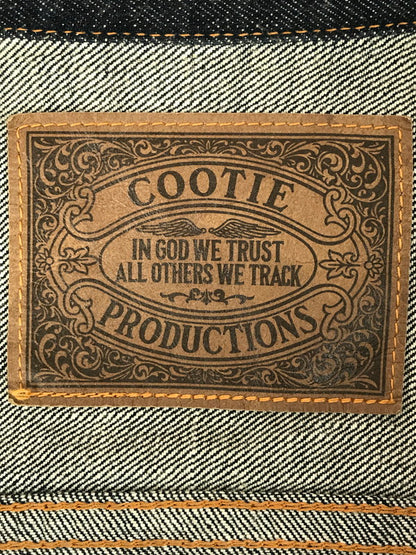 COOTIE
IN GOD WE TRUST
ALL OTHERS WE TRACK
PRODUCTIONS